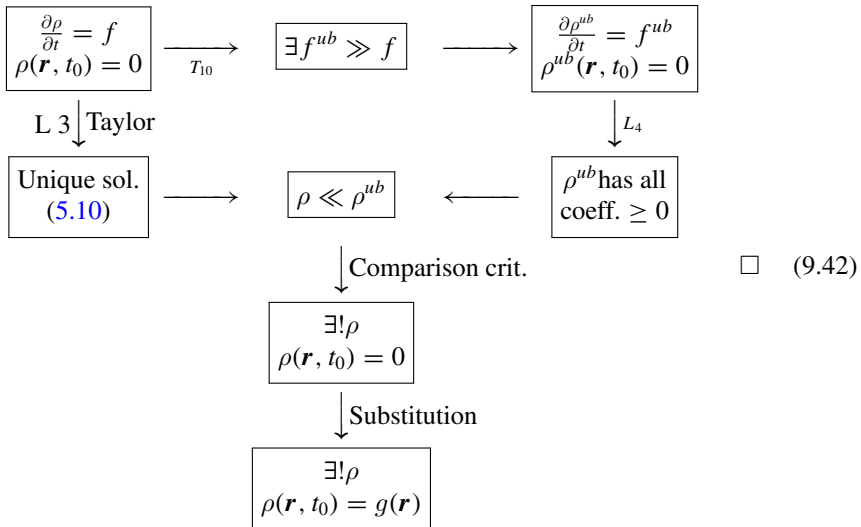 ∂ρ/∂t = f ∃f^{ub} ≫ f ∂ρ^{ub}/∂t = f^{ub}
ρ(r, t₀) = 0 T₁₀ ρ^{ub}(r, t₀) = 0
L 3 Taylor L₄
Unique sol. ρ ≪ ρ^{ub} ρ^{ub}has all
(5.10) coeff. ≥ 0
Comparison crit. □ (9.42)
∃!ρ
ρ(r, t₀) = 0
Substitution
∃!ρ
ρ(r, t₀) = g(r)